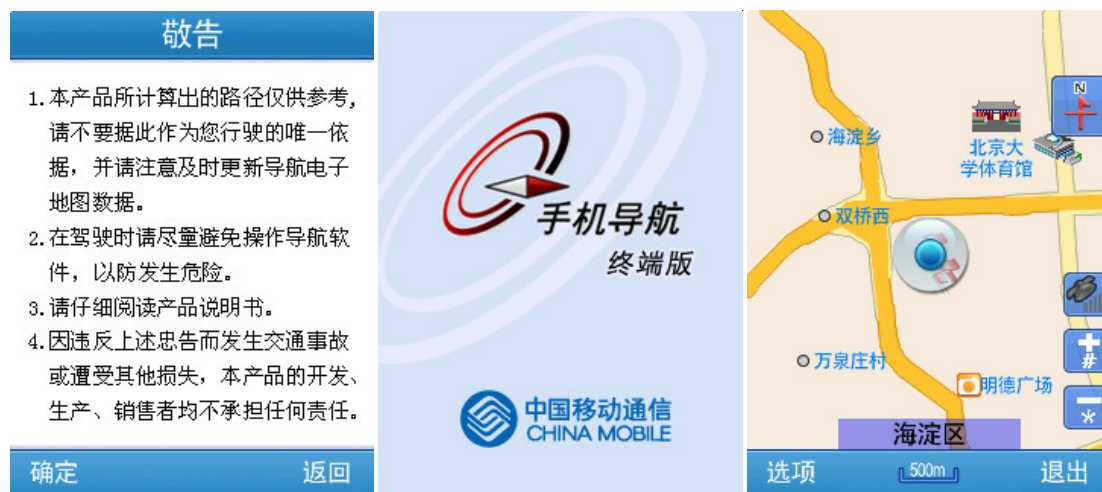 敬告
1.本产品所计算出的路径仅供参考,
请不要据此作为您行驶的唯一依
据，并请注意及时更新导航电子
地图数据。
2.在驾驶时请尽量避免操作导航软
件，以防发生危险。
3.请仔细阅读产品说明书。
4.因违反上述忠告而发生交通事故
或遭受其他损失，本产品的开发、
生产、销售者均不承担任何责任。
确定
返回
手机导航
终端版
中国移动通信
CHINA MOBILE
N
海淀乡
北京大
学体育馆
双桥西
万泉庄村
明德广场
+
#
-
*
海淀区
选项
500m
退出